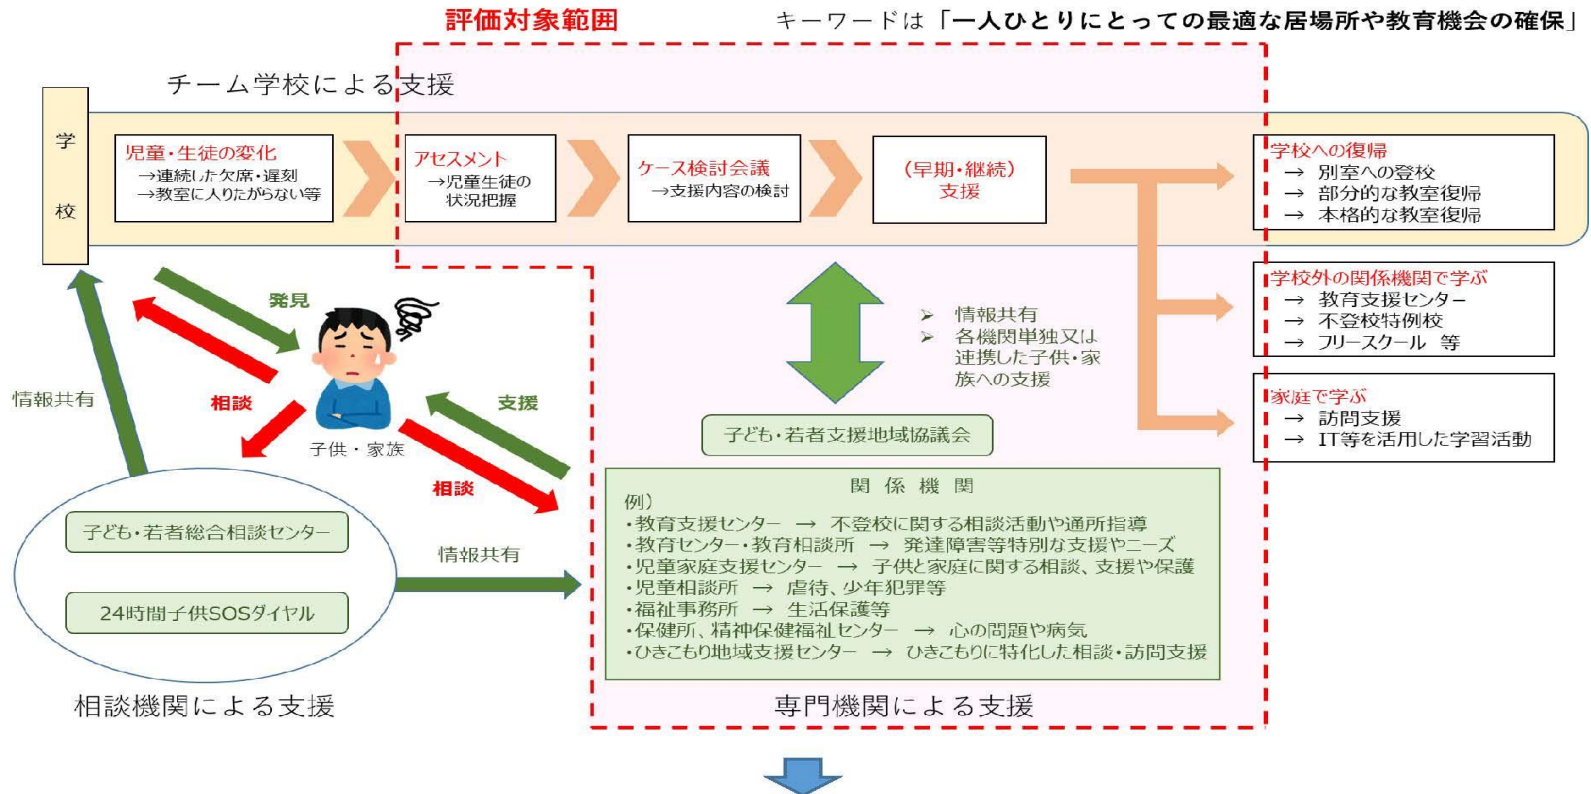 評価対象範囲
キーワードは「一人ひとりにとっての最適な居場所や教育機会の確保」
チーム学校による支援
学校
児童・生徒の変化
→連続した欠席・遅刻
→教室に入りたがらない等
アセスメント
→児童生徒の
状況把握
ケース検討会議
→支援内容の検討
(早期・継続)
支援
学校への復帰
→ 別室への登校
→ 部分的な教室復帰
→ 本格的な教室復帰
学校外の関係機関で学ぶ
→ 教育支援センター
→ 不登校特例校
→ フリースクール 等
家庭で学ぶ
→ 訪問支援
→ IT等を活用した学習活動
発見
相談
情報共有
子供・家族
支援
相談
➢ 情報共有
➢ 各機関単独又は
連携した子供・家
族への支援
子ども・若者支援地域協議会
子ども・若者総合相談センター
24時間子供SOSダイヤル
情報共有
相談機関による支援
関係機関
例)
・教育支援センター → 不登校に関する相談活動や通所指導
・教育センター・教育相談所 → 発達障害等特別な支援やニーズ
・児童家庭支援センター → 子供と家庭に関する相談、支援や保護
・児童相談所 → 虐待、少年犯罪等
・福祉事務所 → 生活保護等
・保健所、精神保健福祉センター → 心の問題や病気
・ひきこもり地域支援センター → ひきこもりに特化した相談・訪問支援
専門機関による支援